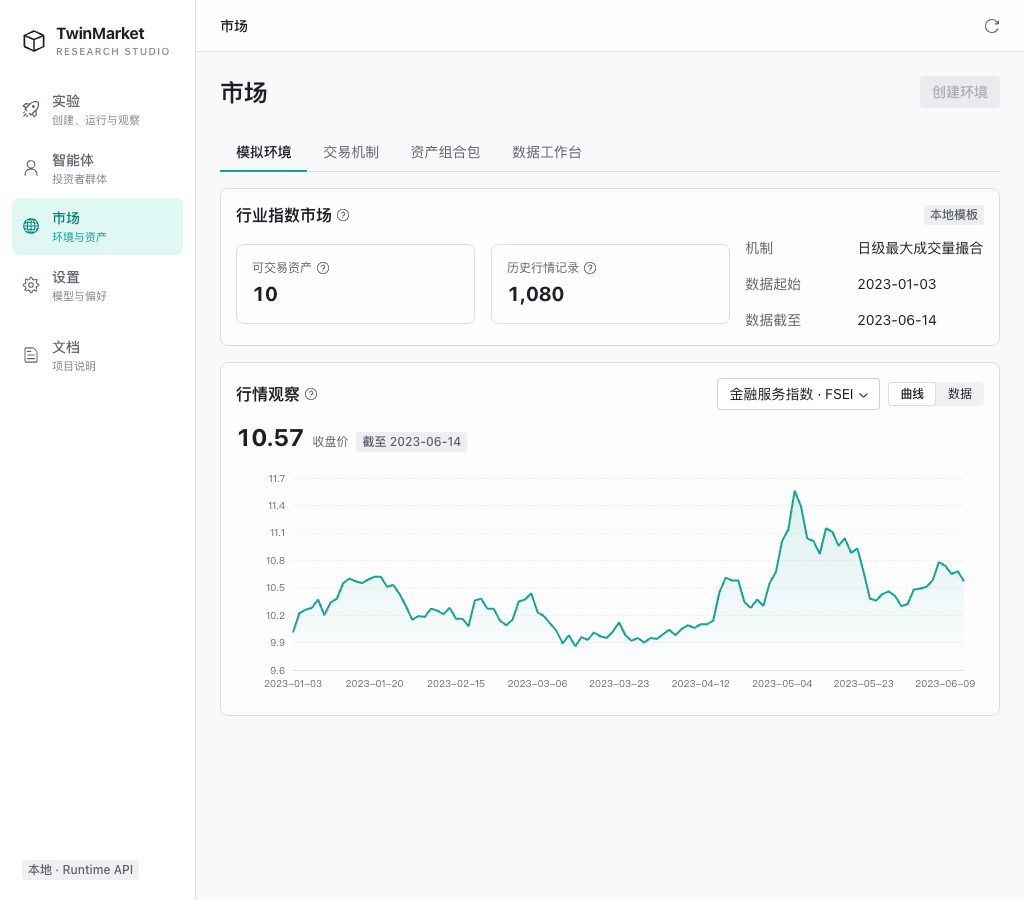 TwinMarket
RESEARCH STUDIO
实验
创建、运行与观察
智能体
投资者群体
市场
环境与资产
设置
模型与偏好
文档
项目说明
本地 · Runtime API
市场
市场
创建环境
模拟环境 交易机制 资产组合包 数据工作台
行业指数市场
本地模板
可交易资产
10
历史行情记录
1,080
机制 日级最大成交量撮合
数据起始 2023-01-03
数据截至 2023-06-14
行情观察
金融服务指数 · FSEI
曲线 数据
10.57 收盘价 截至 2023-06-14
11.7
11.4
11.1
10.8
10.5
10.2
9.9
9.6
2023-01-03 2023-01-20 2023-02-15 2023-03-06 2023-03-23 2023-04-12 2023-05-04 2023-05-23 2023-06-09